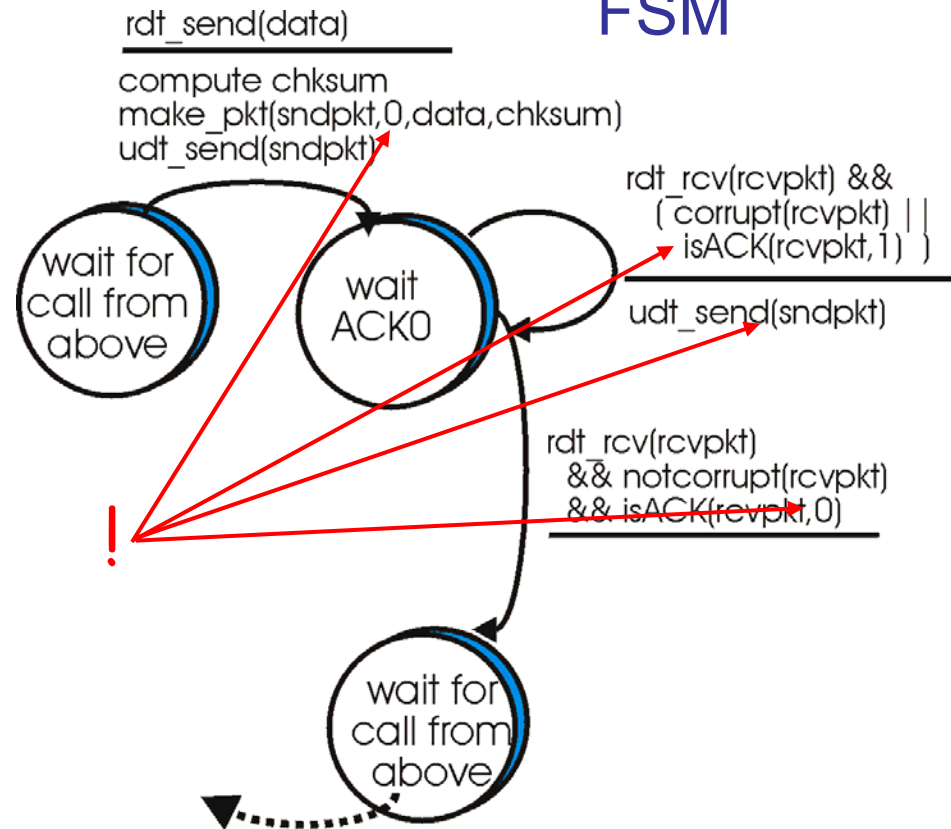 FSM
rdt_send(data)
compute chksum
make_pkt(sndpkt,0,data,chksum)
udt_send(sndpkt)
rdt_rcv(rcvpkt) &&
( corrupt(rcvpkt) ||
isACK(rcvpkt,1) )
udt_send(sndpkt)
wait for
call from
above
wait
ACK0
rdt_rcv(rcvpkt)
&& notcorrupt(rcvpkt)
&& isACK(rcvpkt,0)
!
wait for
call from
above